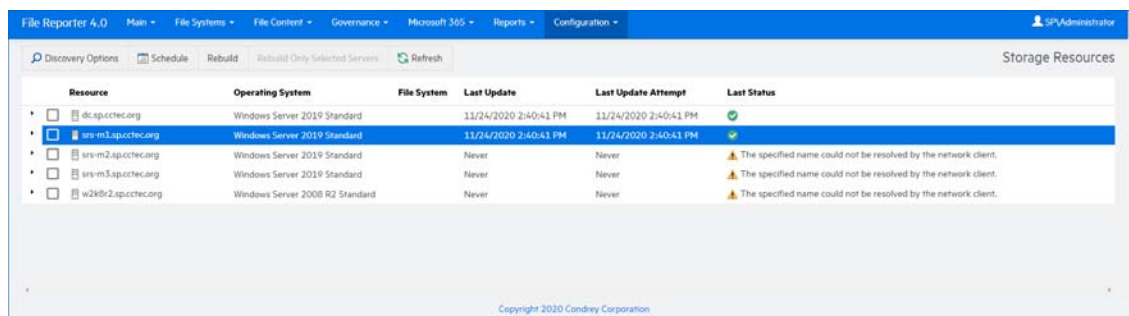 File Reporter 4.0 Main File Systems File Content Governance Microsoft 365 Reports Configuration SP\Administrator
Discovery Options Schedule Rebuild Rebuild Only Selected Servers Refresh Storage Resources
Resource Operating System File System Last Update Last Update Attempt Last Status
dc.sp.cctec.org Windows Server 2019 Standard 11/24/2020 2:40:41 PM 11/24/2020 2:40:41 PM
srs-m1.sp.cctec.org Windows Server 2019 Standard 11/24/2020 2:40:41 PM 11/24/2020 2:40:41 PM
srs-m2.sp.cctec.org Windows Server 2019 Standard Never Never The specified name could not be resolved by the network client.
srs-m3.sp.cctec.org Windows Server 2019 Standard Never Never The specified name could not be resolved by the network client.
w2k8r2.sp.cctec.org Windows Server 2008 R2 Standard Never Never The specified name could not be resolved by the network client.
Copyright 2020 Condrey Corporation